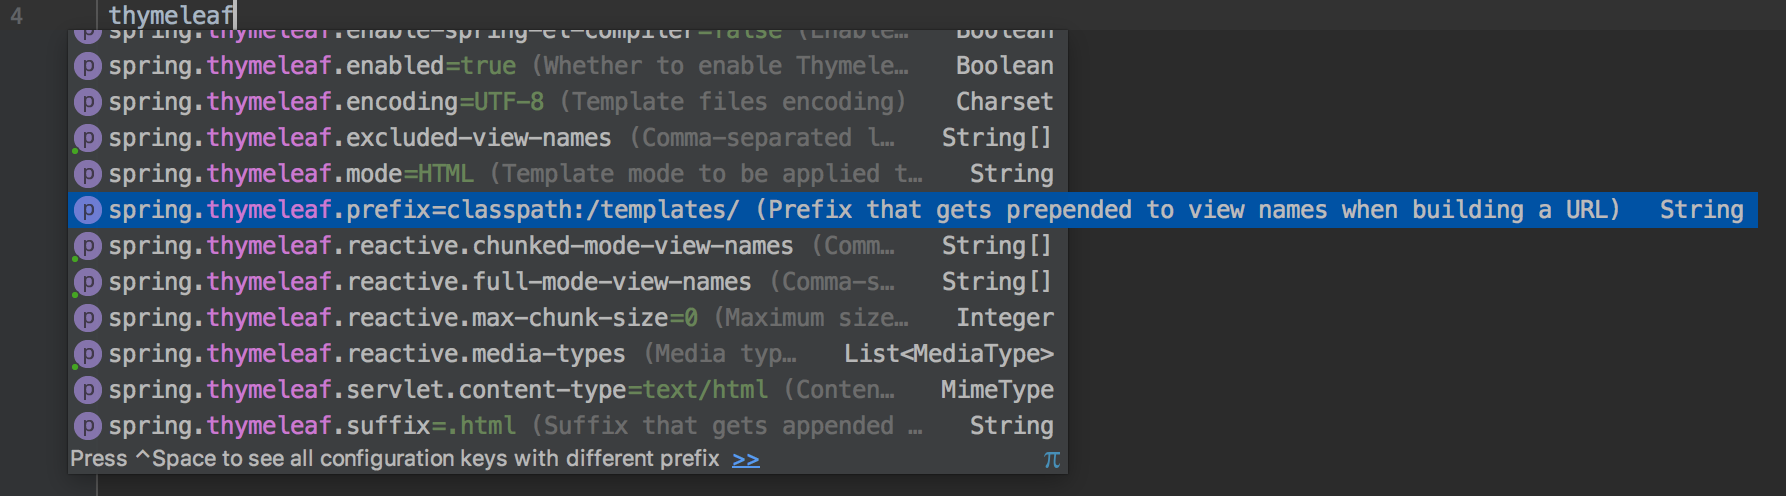 4 thymeleaf
spring.thymeleaf.enable-spring-el-compiler=false (Enable… Boolean
p spring.thymeleaf.enabled=true (Whether to enable Thymele… Boolean
p spring.thymeleaf.encoding=UTF-8 (Template files encoding) Charset
p spring.thymeleaf.excluded-view-names (Comma-separated l… String[]
p spring.thymeleaf.mode=HTML (Template mode to be applied t… String
p spring.thymeleaf.prefix=classpath:/templates/ (Prefix that gets prepended to view names when building a URL) String
p spring.thymeleaf.reactive.chunked-mode-view-names (Comm… String[]
p spring.thymeleaf.reactive.full-mode-view-names (Comma-s… String[]
p spring.thymeleaf.reactive.max-chunk-size=0 (Maximum size… Integer
p spring.thymeleaf.reactive.media-types (Media typ… List<MediaType>
p spring.thymeleaf.servlet.content-type=text/html (Conten… MimeType
p spring.thymeleaf.suffix=.html (Suffix that gets appended … String
Press ^Space to see all configuration keys with different prefix >> π